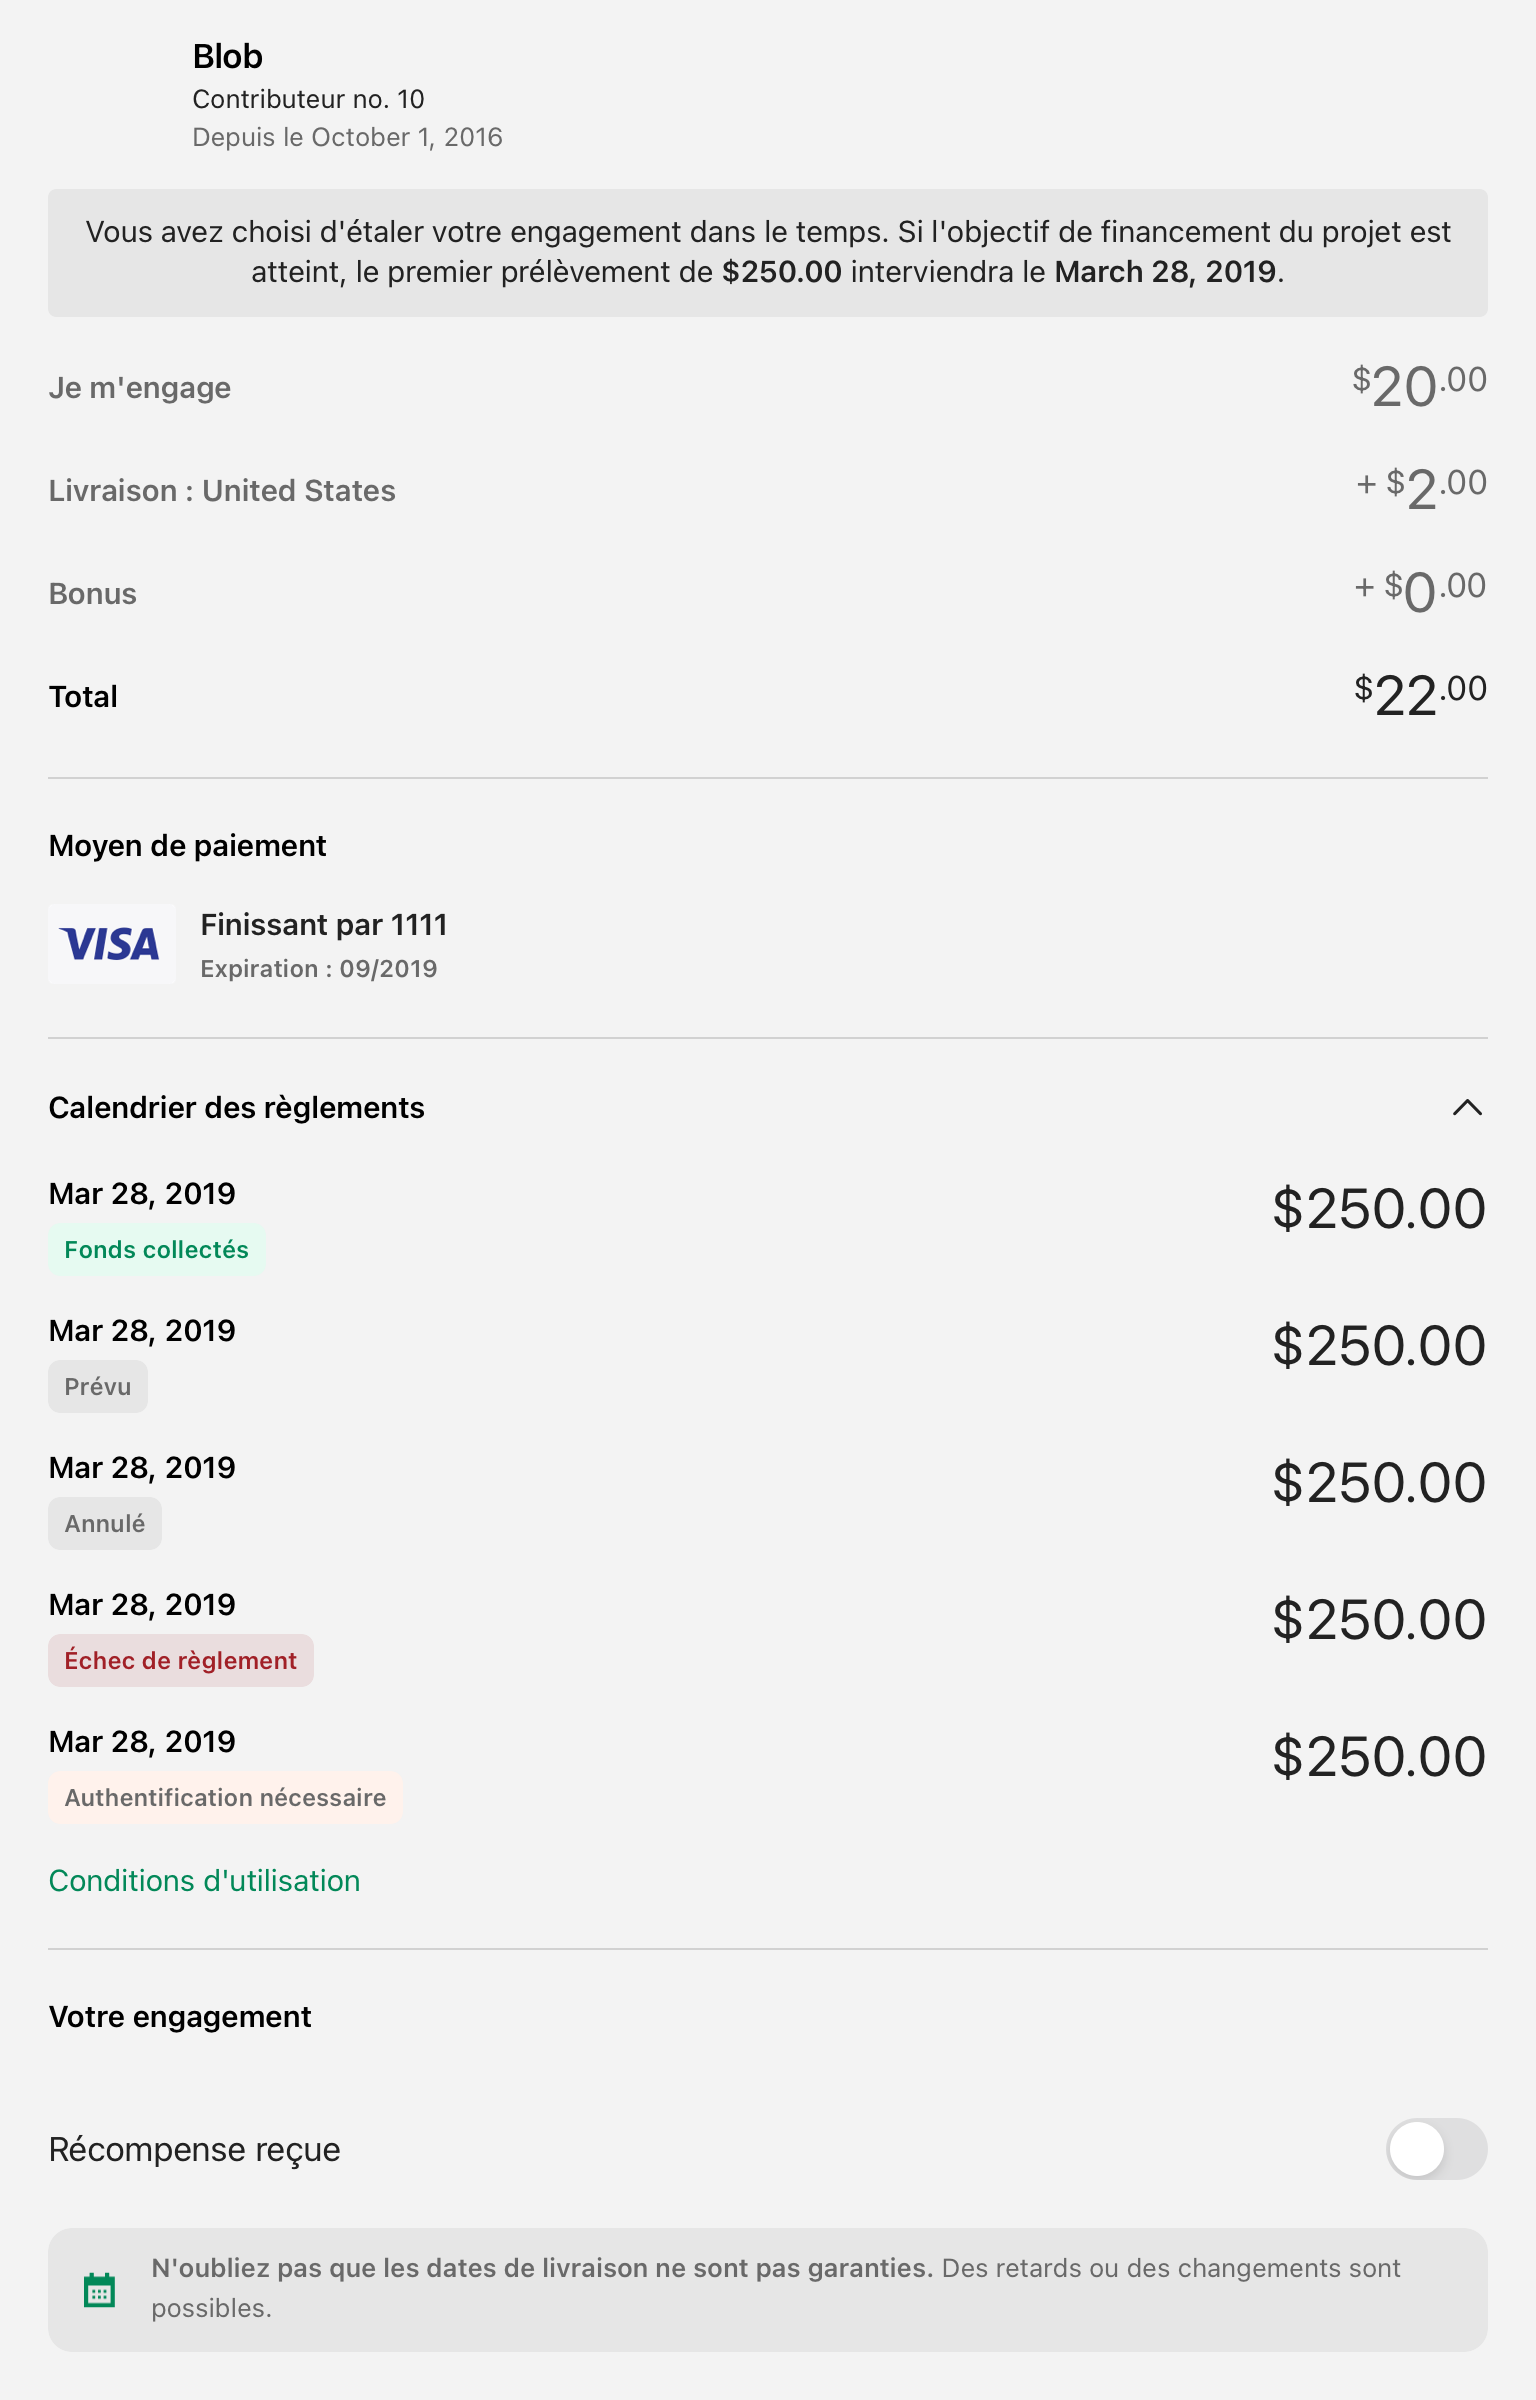 Blob
Contributeur no. 10
Depuis le October 1, 2016
Vous avez choisi d'étaler votre engagement dans le temps. Si l'objectif de financement du projet est
atteint, le premier prélèvement de $250.00 interviendra le March 28, 2019.
Je m'engage $20.00
Livraison : United States + $2.00
Bonus + $0.00
Total $22.00
Moyen de paiement
VISA
Finissant par 1111
Expiration : 09/2019
Calendrier des règlements
Mar 28, 2019 $250.00
Fonds collectés
Mar 28, 2019 $250.00
Prévu
Mar 28, 2019 $250.00
Annulé
Mar 28, 2019 $250.00
Échec de règlement
Mar 28, 2019 $250.00
Authentification nécessaire
Conditions d'utilisation
Votre engagement
Récompense reçue
N'oubliez pas que les dates de livraison ne sont pas garanties. Des retards ou des changements sont
possibles.